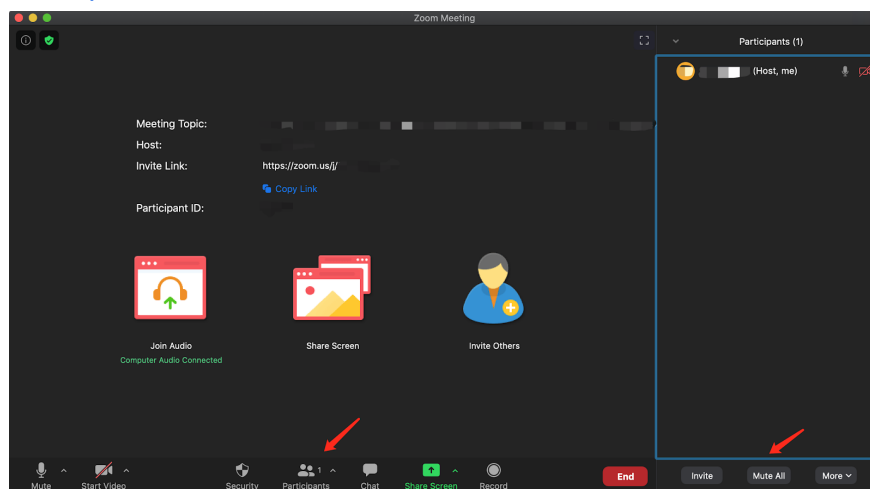 Zoom Meeting
Participants (1)
(Host, me)
Meeting Topic:
Host:
Invite Link: https://zoom.us/j/
Copy Link
Participant ID:
Join Audio
Computer Audio Connected
Share Screen
Invite Others
Mute
Start Video
Security
1
Participants
Chat
Share Screen
Record
End
Invite
Mute All
More